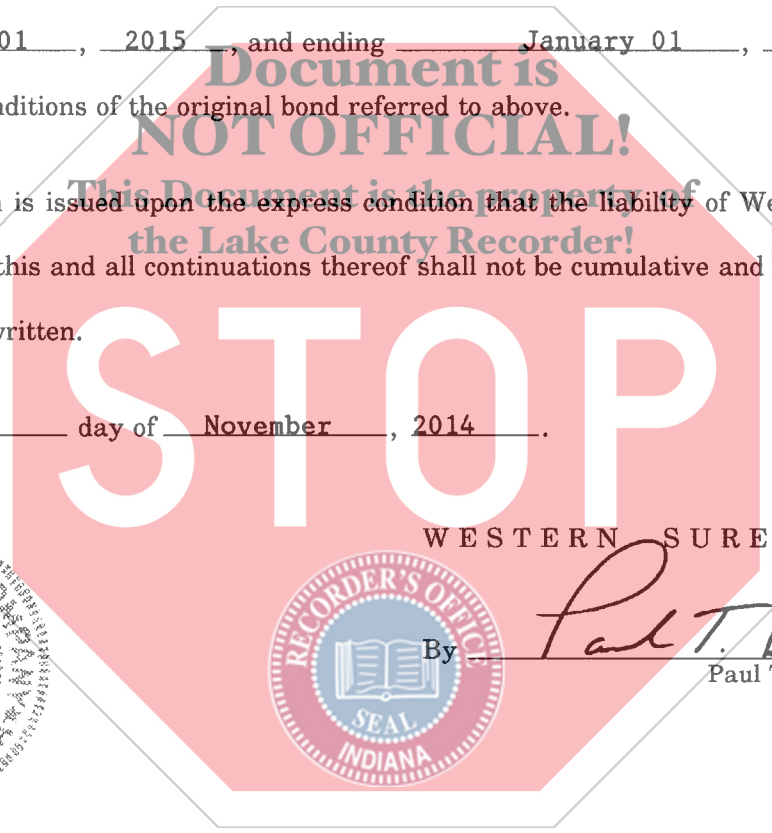 01, 2015, and ending January 01,
Document is
nditions of the original bond referred to above.
NOT OFFICIAL!
is issued upon the express condition that the liability of We
This Document is the property of
the Lake County Recorder!
this and all continuations thereof shall not be cumulative and
written.
STOP
day of November, 2014.
WESTERN SURE
RECORDER'S OFFICE
SEAL
INDIANA
By Paul T.
Paul T
PANY